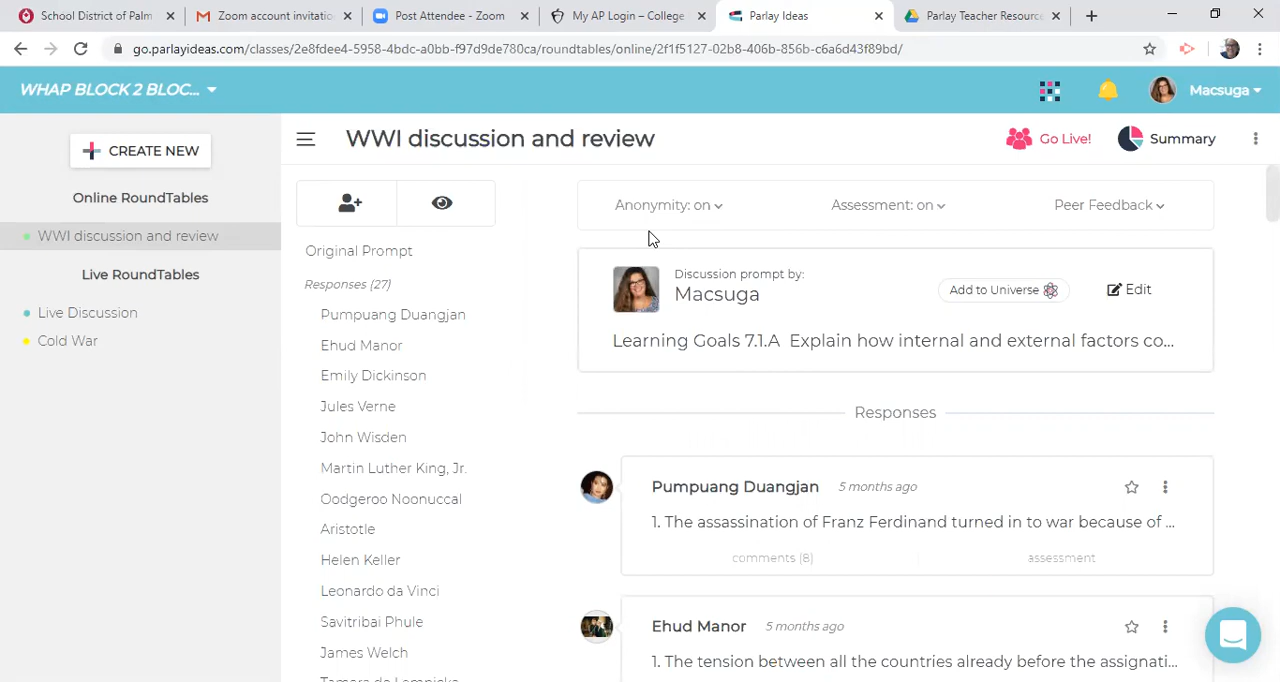 School District of Palm
Zoom account invitatio
Post Attendee - Zoom
My AP Login – College
Parlay Ideas
Parlay Teacher Resourc
go.parlayideas.com/classes/2e8fdee4-5958-4bdc-a0bb-f97d9de780ca/roundtables/online/2f1f5127-02b8-406b-856b-c6a6d43f89bd/
WHAP BLOCK 2 BLOC...
Macsuga
CREATE NEW
Online RoundTables
WWI discussion and review
Live RoundTables
Live Discussion
Cold War
WWI discussion and review
Go Live!
Summary
Original Prompt
Responses (27)
Pumpuang Duangjan
Ehud Manor
Emily Dickinson
Jules Verne
John Wisden
Martin Luther King, Jr.
Oodgeroo Noonuccal
Aristotle
Helen Keller
Leonardo da Vinci
Savitribai Phule
James Welch
Tamara de Lempicka
Anonymity: on
Assessment: on
Peer Feedback
Discussion prompt by:
Macsuga
Add to Universe
Edit
Learning Goals 7.1.A Explain how internal and external factors co...
Responses
Pumpuang Duangjan 5 months ago
1. The assassination of Franz Ferdinand turned in to war because of ...
comments (8)
assessment
Ehud Manor 5 months ago
1. The tension between all the countries already before the assignati...